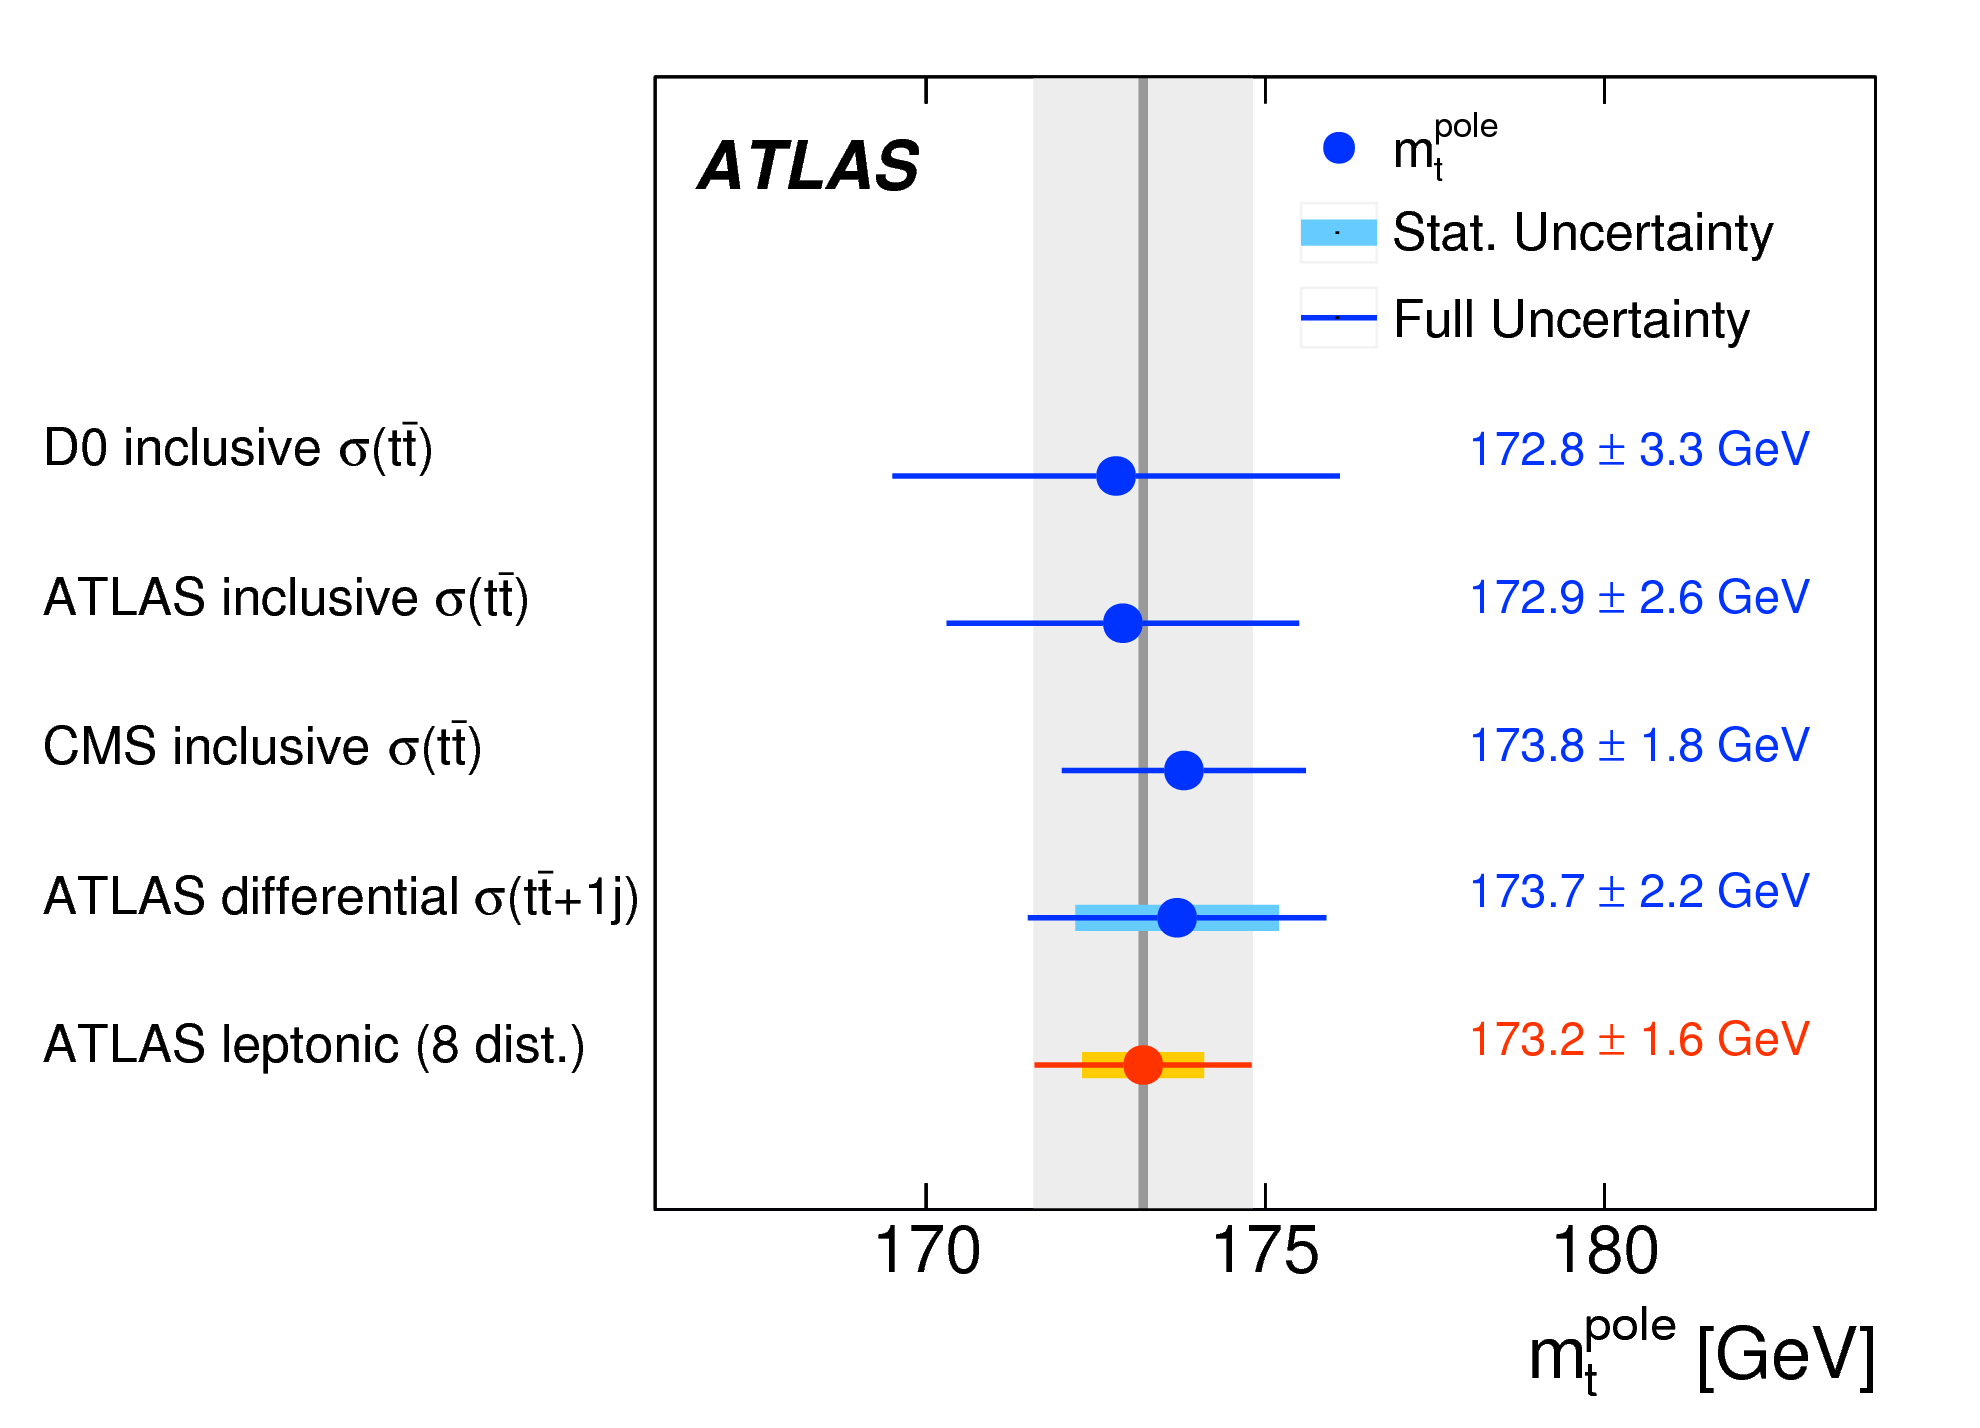 ATLAS
m_t^pole
Stat. Uncertainty
Full Uncertainty
D0 inclusive σ(tt̄) 172.8 ± 3.3 GeV
ATLAS inclusive σ(tt̄) 172.9 ± 2.6 GeV
CMS inclusive σ(tt̄) 173.8 ± 1.8 GeV
ATLAS differential σ(tt̄+1j) 173.7 ± 2.2 GeV
ATLAS leptonic (8 dist.) 173.2 ± 1.6 GeV
170 175 180
m_t^pole [GeV]